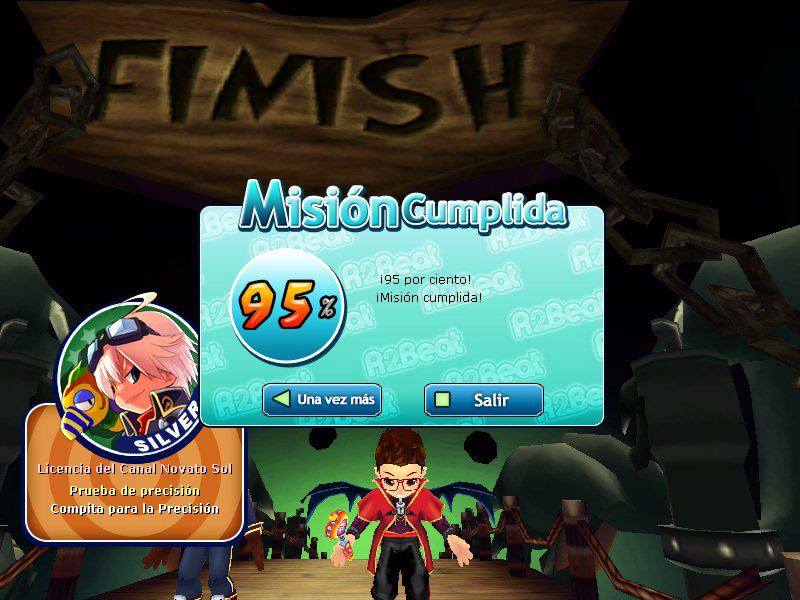 FINISH
Misión Cumplida
95%
¡95 por ciento!
¡Misión cumplida!
A2Beat
Una vez más
Salir
SILVER
Licencia del Canal Novato Sol
Prueba de precisión
Compita para la Precisión